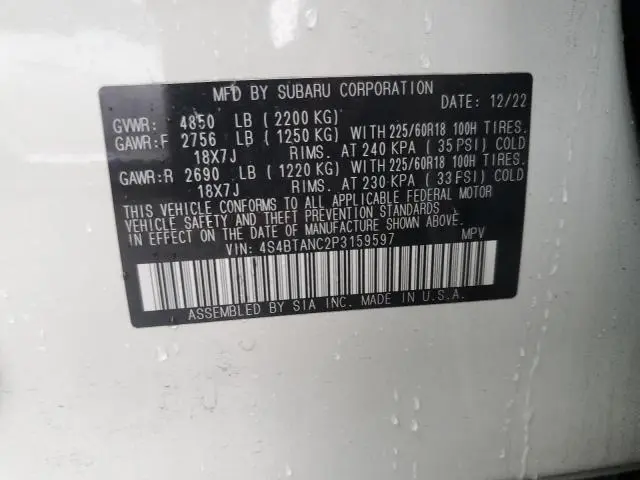 MFD BY SUBARU CORPORATION
DATE: 12/22
GVWR: 4850 LB (2200 KG)
GAWR:F 2756 LB (1250 KG) WITH 225/60R18 100H TIRES.
18X7J RIMS. AT 240 KPA (35 PSI) COLD
GAWR:R 2690 LB (1220 KG) WITH 225/60R18 100H TIRES.
18X7J RIMS. AT 230 KPA (33 PSI) COLD
THIS VEHICLE CONFORMS TO ALL APPLICABLE FEDERAL MOTOR
VEHICLE SAFETY AND THEFT PREVENTION STANDARDS
IN EFFECT ON THE DATE OF MANUFACTURE SHOWN ABOVE.
VIN: 4S4BTANC2P3159597 MPV
ASSEMBLED BY SIA INC. MADE IN U.S.A.